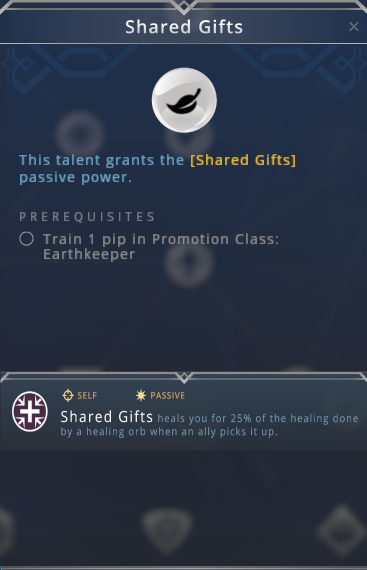 Shared Gifts
This talent grants the [Shared Gifts]
passive power.
PREREQUISITES
Train 1 pip in Promotion Class:
Earthkeeper
SELF PASSIVE
Shared Gifts heals you for 25% of the healing done
by a healing orb when an ally picks it up.